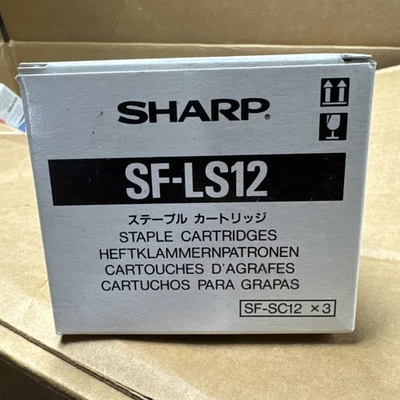 SHARP®
SF-LS12
ステープル カートリッジ
STAPLE CARTRIDGES
HEFTKLAMMERNPATRONEN
CARTOUCHES D'AGRAFES
CARTUCHOS PARA GRAPAS
SF-SC12 ×3